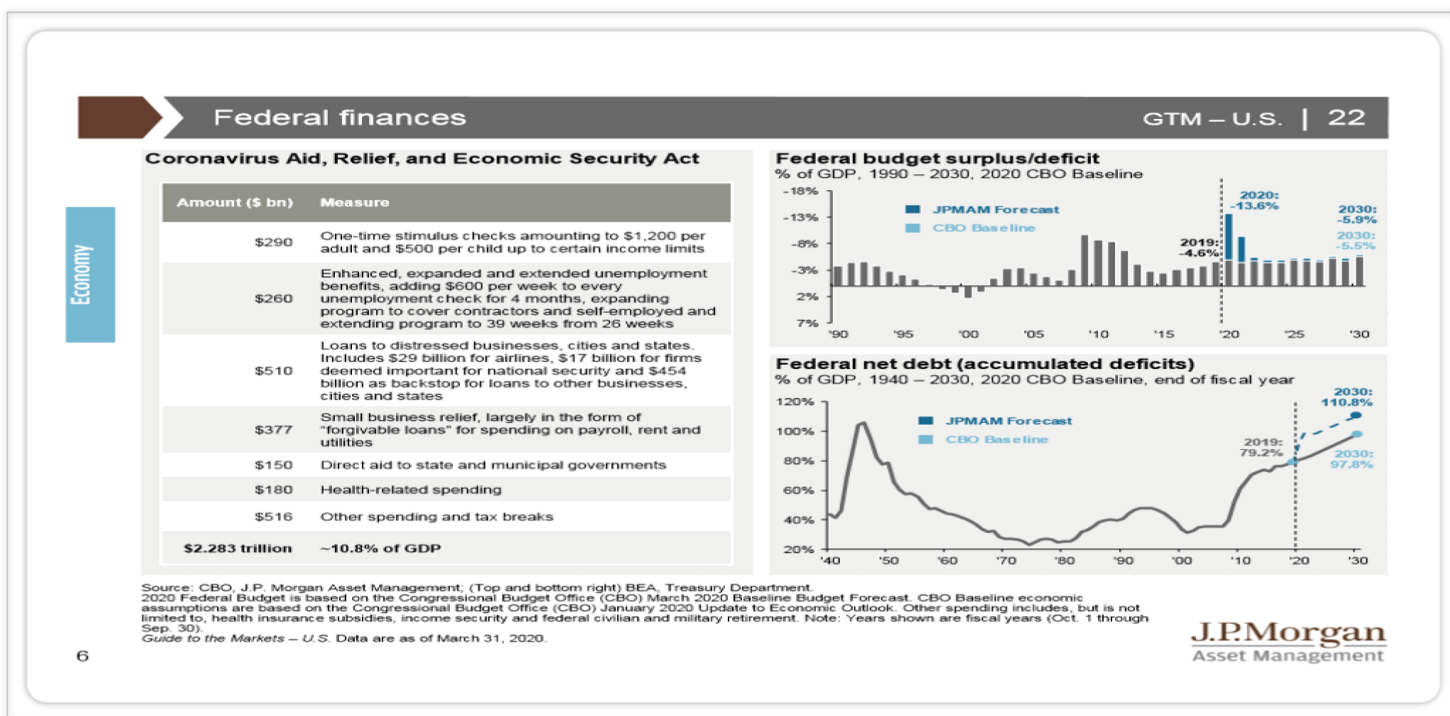 Federal finances
GTM – U.S. | 22
Economy
Coronavirus Aid, Relief, and Economic Security Act
Amount ($ bn) Measure
$290 One-time stimulus checks amounting to $1,200 per
adult and $500 per child up to certain income limits
$260 Enhanced, expanded and extended unemployment
benefits, adding $600 per week to every
unemployment check for 4 months, expanding
program to cover contractors and self-employed and
extending program to 39 weeks from 26 weeks
$510 Loans to distressed businesses, cities and states.
Includes $29 billion for airlines, $17 billion for firms
deemed important for national security and $454
billion as backstop for loans to other businesses,
cities and states
$377 Small business relief, largely in the form of
“forgivable loans” for spending on payroll, rent and
utilities
$150 Direct aid to state and municipal governments
$180 Health-related spending
$516 Other spending and tax breaks
$2.283 trillion ~10.8% of GDP
Federal budget surplus/deficit
% of GDP, 1990 – 2030, 2020 CBO Baseline
-18%
-13%
-8%
-3%
2%
7%
JPMAM Forecast
CBO Baseline
2019:
-4.6%
2020:
-13.6%
2030:
-5.9%
2030:
-5.5%
'90 '95 '00 '05 '10 '15 '20 '25 '30
Federal net debt (accumulated deficits)
% of GDP, 1940 – 2030, 2020 CBO Baseline, end of fiscal year
120%
100%
80%
60%
40%
20%
JPMAM Forecast
CBO Baseline
2019:
79.2%
2030:
110.8%
2030:
97.8%
'40 '50 '60 '70 '80 '90 '00 '10 '20 '30
Source: CBO, J.P. Morgan Asset Management; (Top and bottom right) BEA, Treasury Department.
2020 Federal Budget is based on the Congressional Budget Office (CBO) March 2020 Baseline Budget Forecast. CBO Baseline economic
assumptions are based on the Congressional Budget Office (CBO) January 2020 Update to Economic Outlook. Other spending includes, but is not
limited to, health insurance subsidies, income security and federal civilian and military retirement. Note: Years shown are fiscal years (Oct. 1 through
Sep. 30).
Guide to the Markets – U.S. Data are as of March 31, 2020.
6
J.P.Morgan
Asset Management